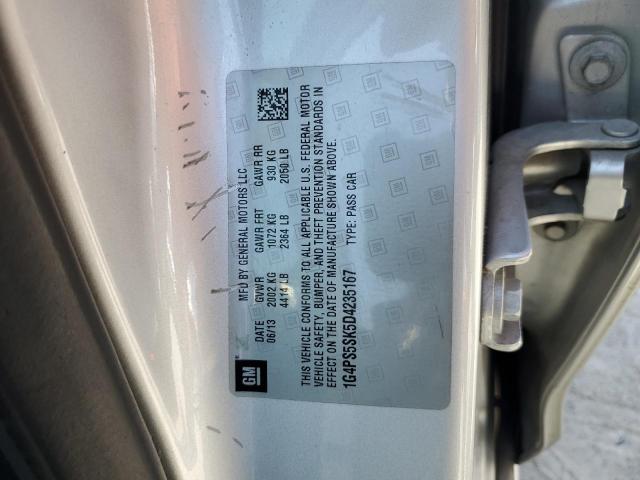 MFD BY GENERAL MOTORS LLC
DATE GVWR GAWR FRT GAWR RR
06/13 2002 KG 1072 KG 930 KG
4414 LB 2364 LB 2050 LB
THIS VEHICLE CONFORMS TO ALL APPLICABLE U.S. FEDERAL MOTOR
VEHICLE SAFETY, BUMPER, AND THEFT PREVENTION STANDARDS IN
EFFECT ON THE DATE OF MANUFACTURE SHOWN ABOVE.
TYPE: PASS CAR
1G4PS5SK5D4235167
GM